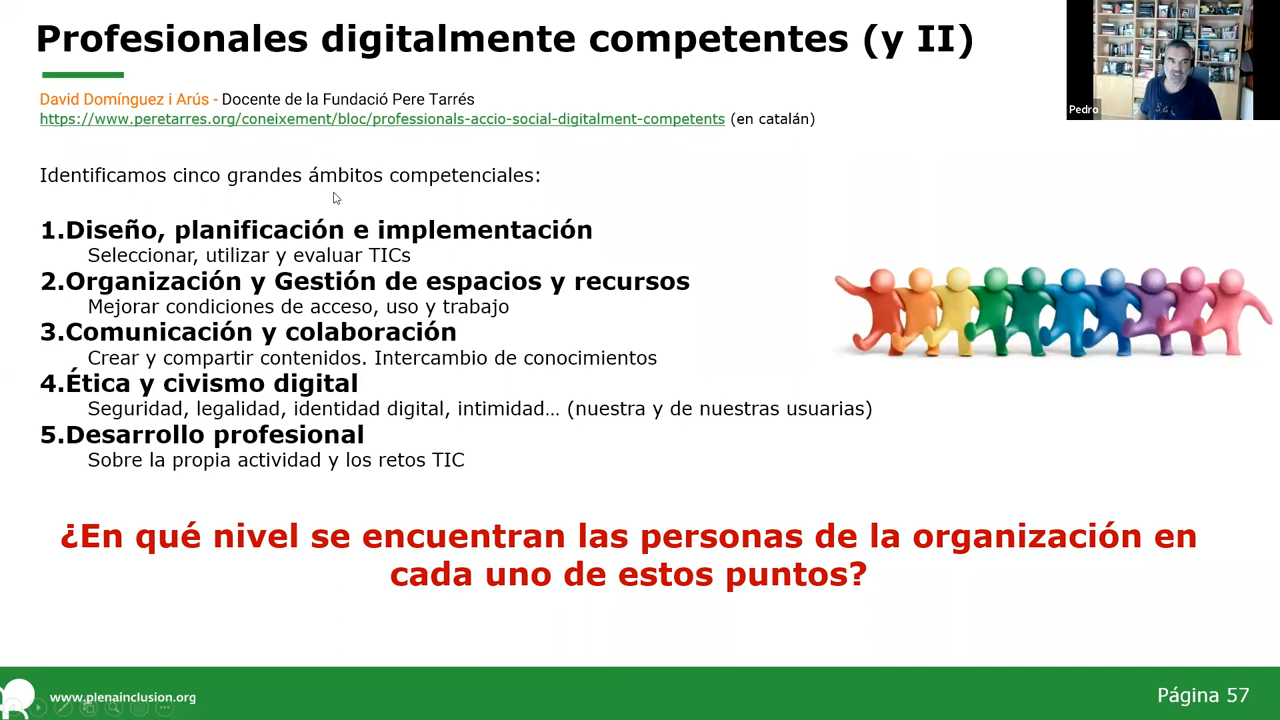 Profesionales digitalmente competentes (y II)
Pedro
David Domínguez i Arús - Docente de la Fundació Pere Tarrés
https://www.peretarres.org/coneixement/bloc/professionals-accio-social-digitalment-competents (en catalán)
Identificamos cinco grandes ámbitos competenciales:
1.Diseño, planificación e implementación
Seleccionar, utilizar y evaluar TICs
2.Organización y Gestión de espacios y recursos
Mejorar condiciones de acceso, uso y trabajo
3.Comunicación y colaboración
Crear y compartir contenidos. Intercambio de conocimientos
4.Ética y civismo digital
Seguridad, legalidad, identidad digital, intimidad… (nuestra y de nuestras usuarias)
5.Desarrollo profesional
Sobre la propia actividad y los retos TIC
¿En qué nivel se encuentran las personas de la organización en
cada uno de estos puntos?
www.plenainclusion.org
Página 57